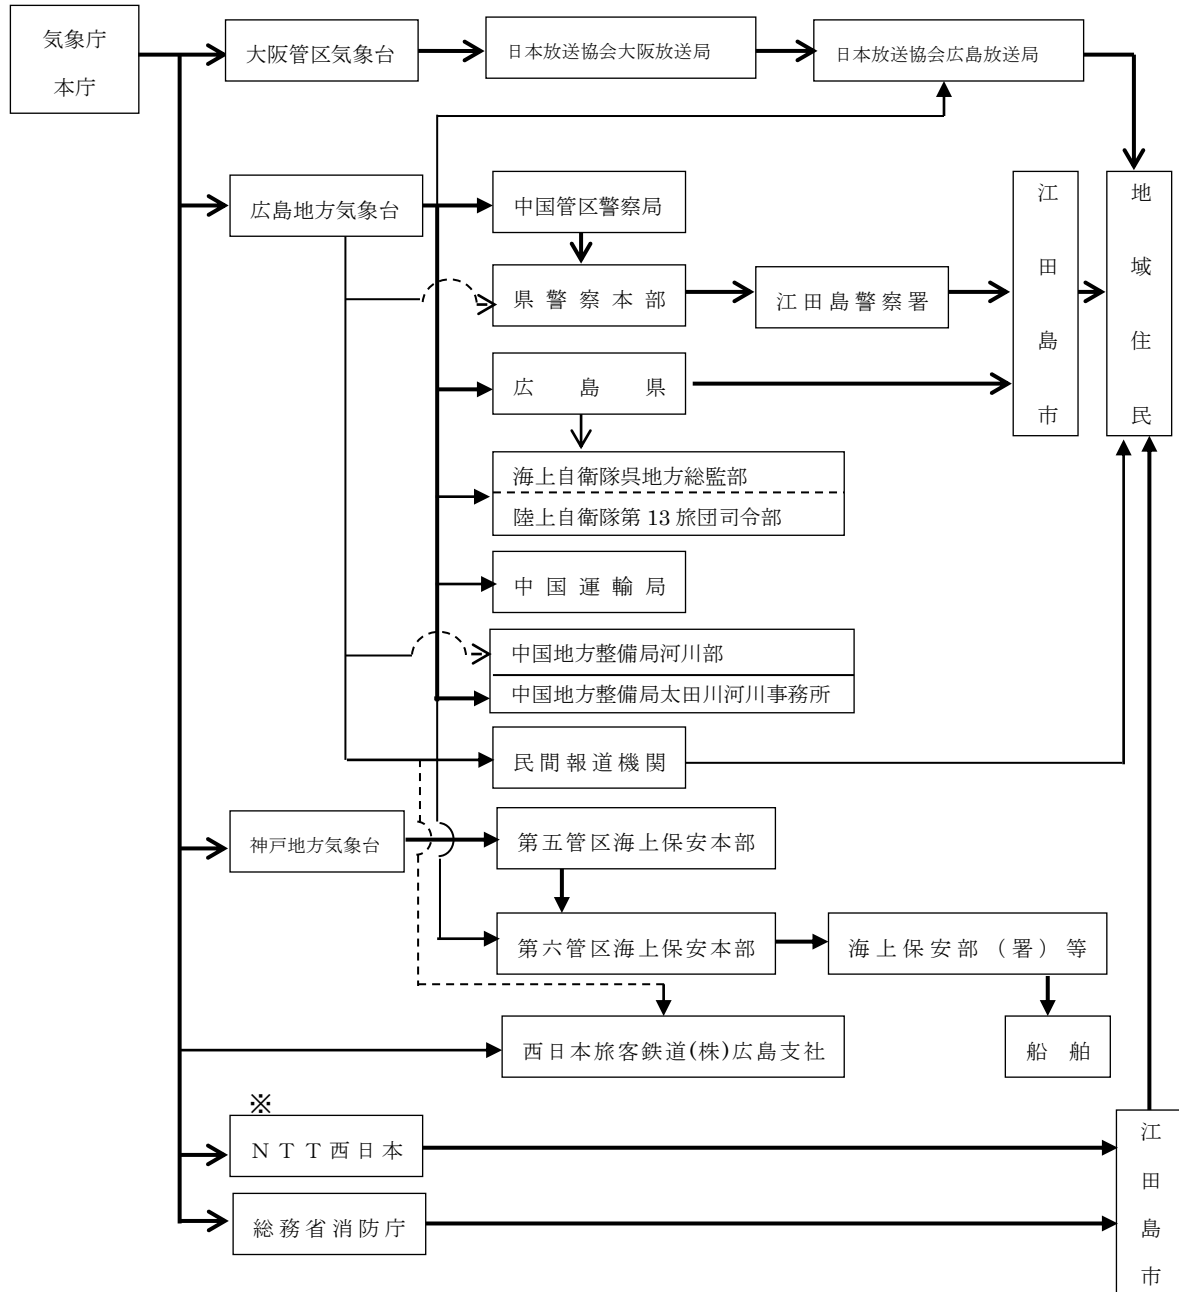 気象庁
本庁
大阪管区気象台
日本放送協会大阪放送局
日本放送協会広島放送局
広島地方気象台
中国管区警察局
県警察本部
江田島警察署
江田島市
地域住民
広島県
海上自衛隊呉地方総監部
陸上自衛隊第13旅団司令部
中国運輸局
中国地方整備局河川部
中国地方整備局太田川河川事務所
民間報道機関
神戸地方気象台
第五管区海上保安本部
第六管区海上保安本部
海上保安部（署）等
西日本旅客鉄道(株)広島支社
船舶
※
ＮＴＴ西日本
江田島市
総務省消防庁